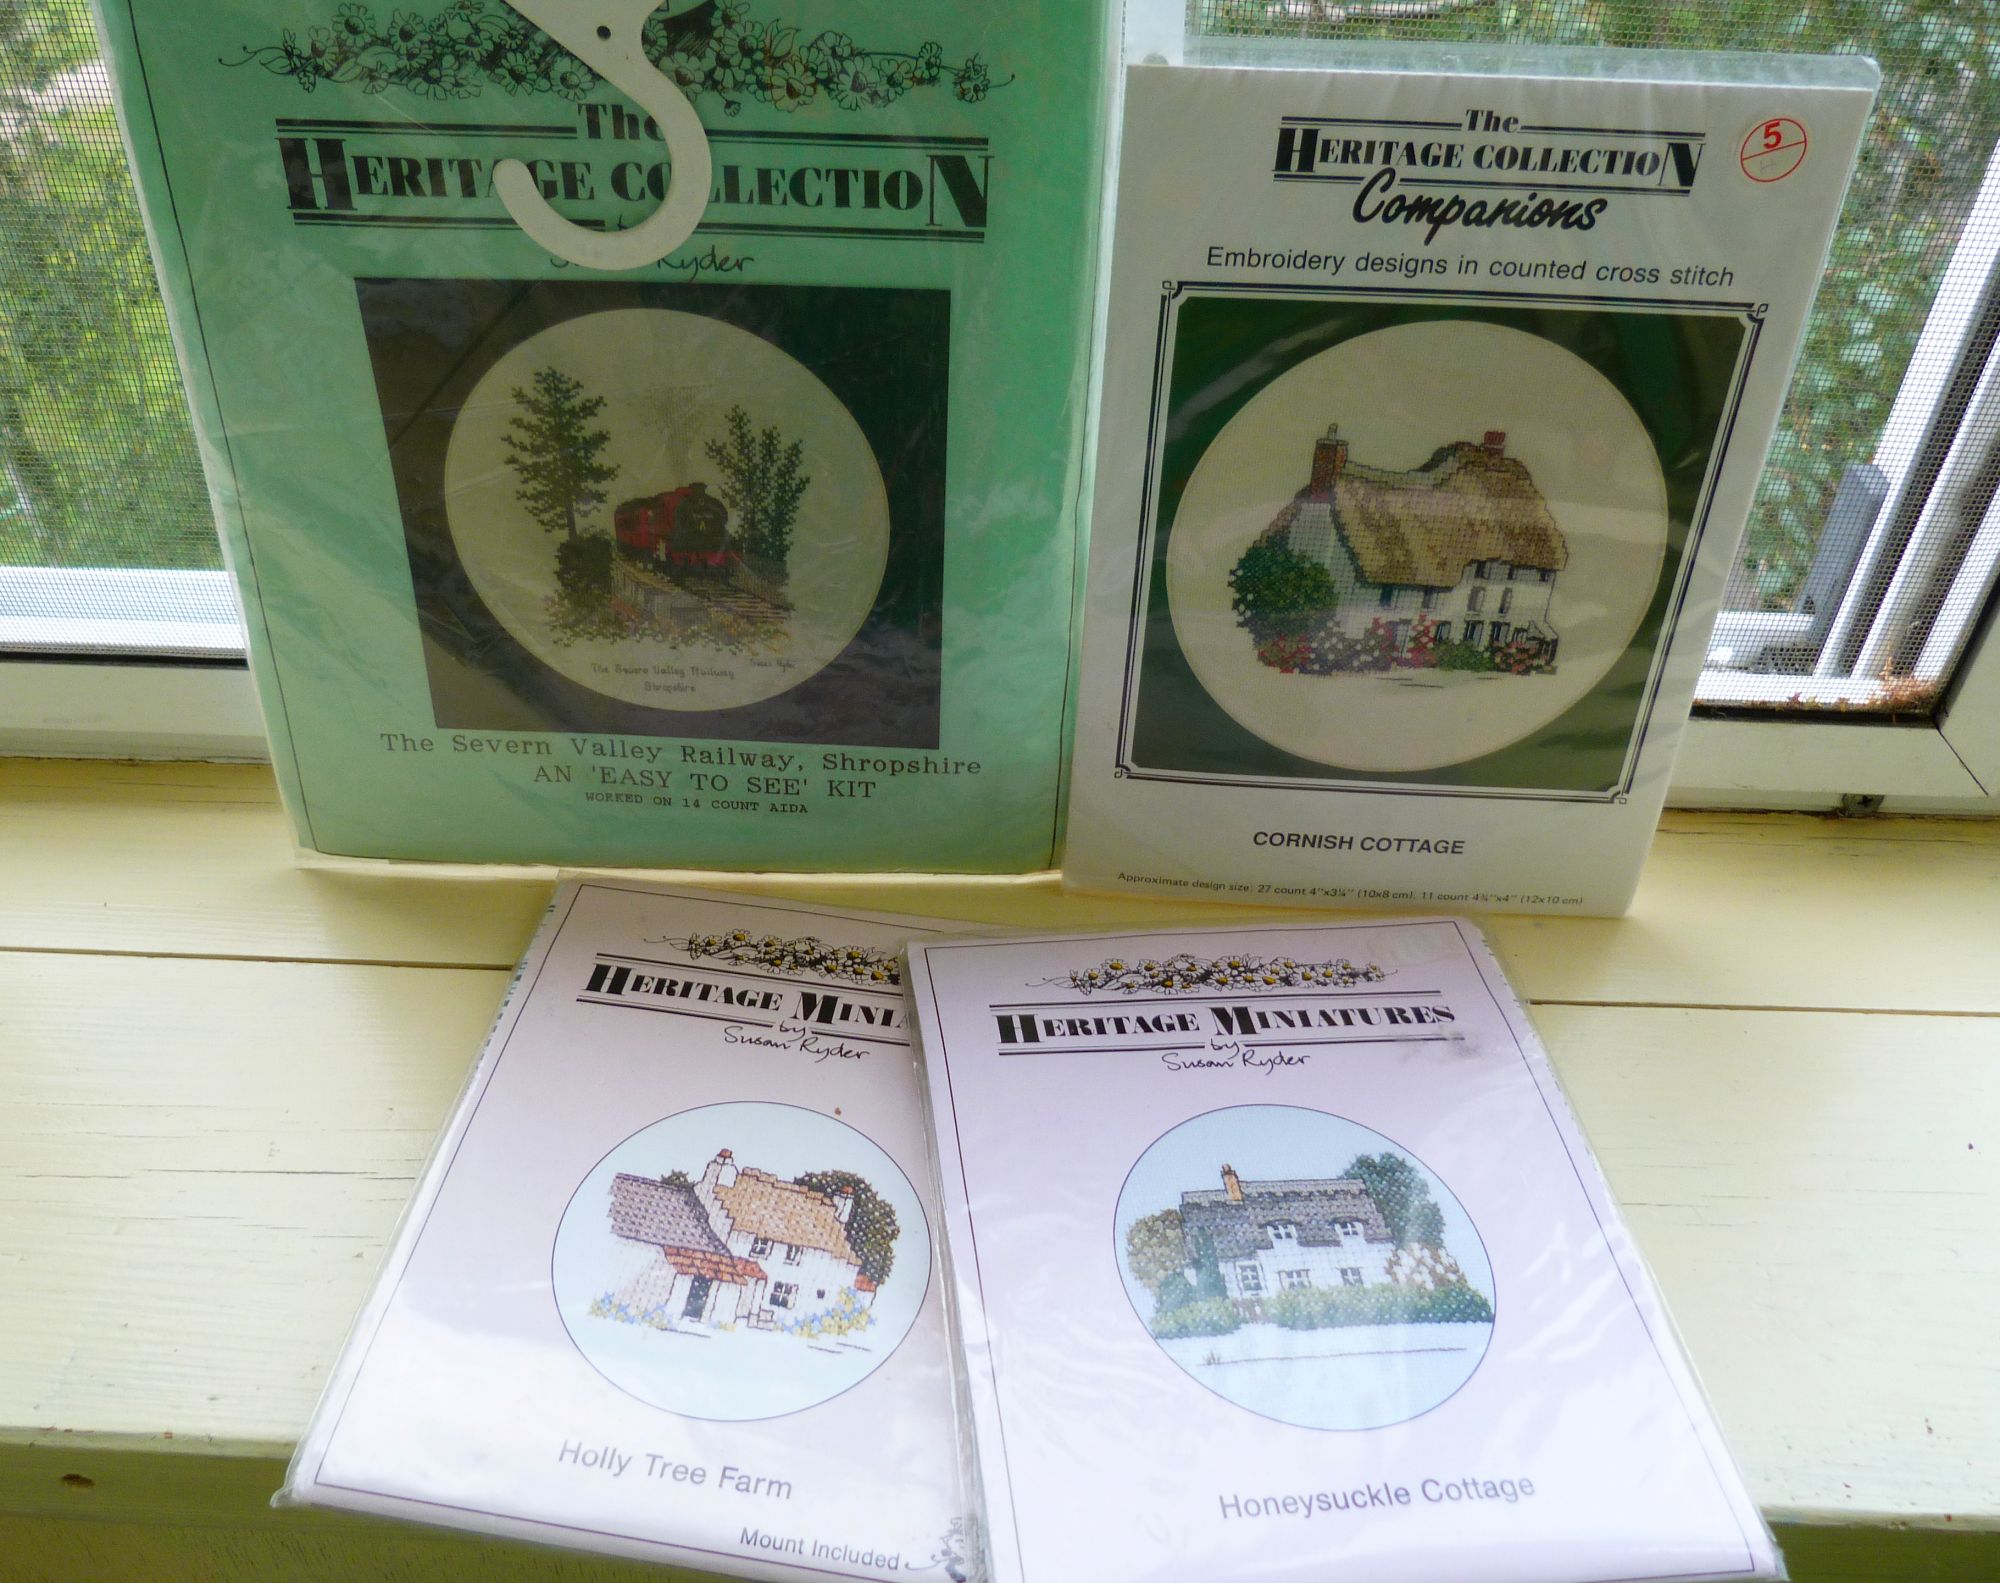 The
HERITAGE COLLECTION
Ryder
The Severn Valley Railway
Shropshire
Susan Ryder
The Severn Valley Railway, Shropshire
AN 'EASY TO SEE' KIT
WORKED ON 14 COUNT AIDA
The
HERITAGE COLLECTION
Companions
5
Embroidery designs in counted cross stitch
CORNISH COTTAGE
Approximate design size: 27 count 4"x3¼" (10x8 cm). 11 count 4¾"x4" (12x10 cm)
HERITAGE MINIA
by
Susan Ryder
Holly Tree Farm
Mount Included
HERITAGE MINIATURES
by
Susan Ryder
Honeysuckle Cottage